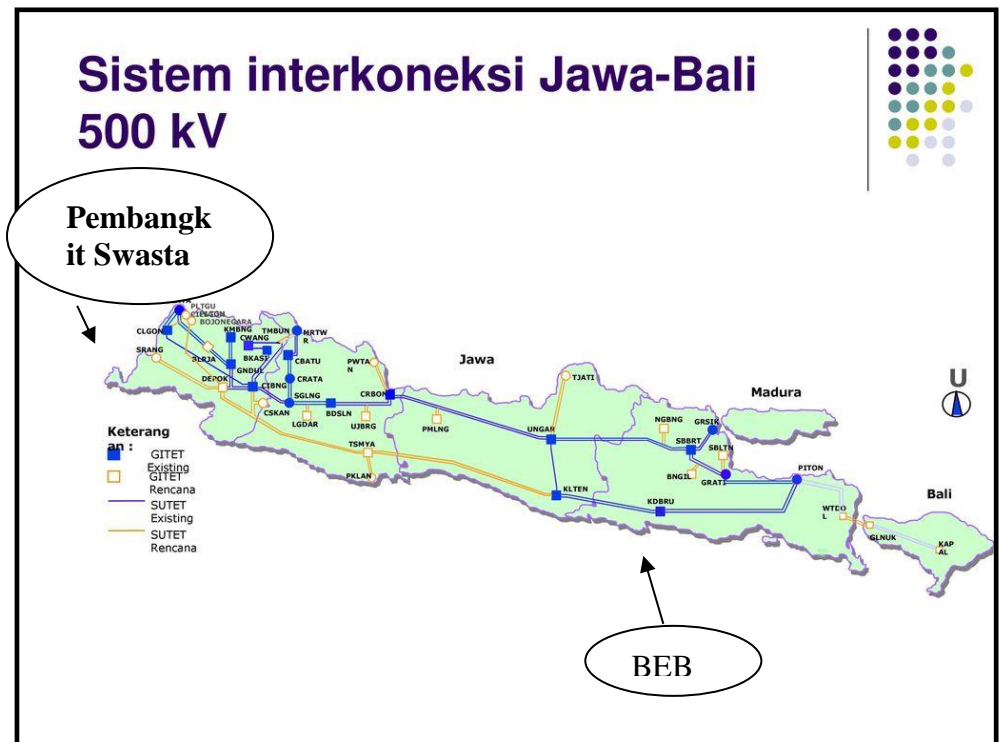 Sistem interkoneksi Jawa-Bali
500 kV
Pembangk
it Swasta
PLTGU
BOJONEGARA
CLGON
KMBNG
TMBUN
MRTW
R
CWANG
SRANG
BKASI
CBATU
PWTA
N
Jawa
GNDUL
DEPOK
CIBNG
CRATA
TJATI
Madura
U
CSKAN
SGLNG
BDSLN
CRBON
LGDAR
UJBRG
PMLNG
UNGAR
NGBNG
GRSIK
SBBRT
SBLTN
TSMYA
PKLAN
BNGIL
GRATI
PITON
KLTEN
KDBRU
WTDO
L
Bali
GLNUK
KAP
AL
Keterang
an :
GITET
Existing
GITET
Rencana
SUTET
Existing
SUTET
Rencana
BEB